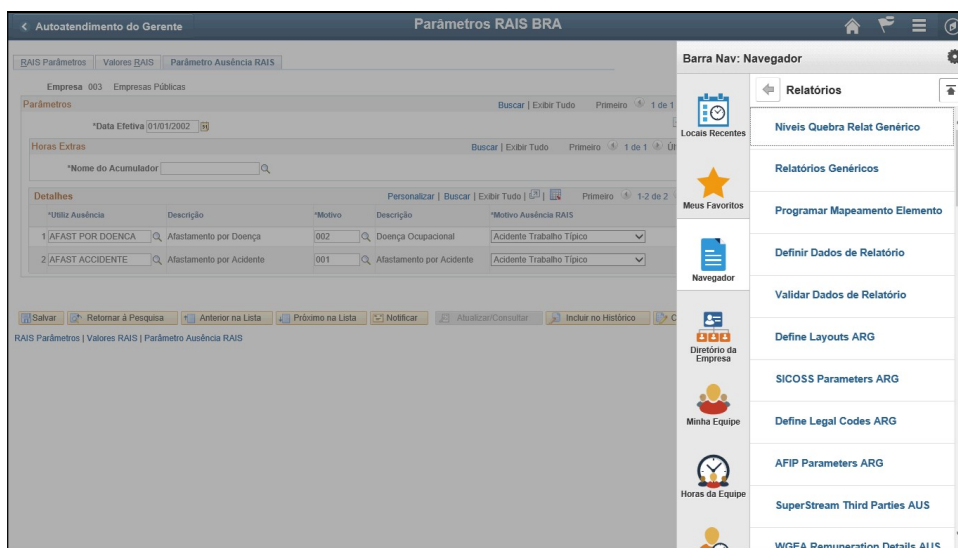 Autoatendimento do Gerente
Parâmetros RAIS BRA
RAIS Parâmetros
Valores RAIS
Parâmetro Ausência RAIS
Empresa 003 Empresas Públicas
Parâmetros
Buscar | Exibir Tudo Primeiro 1 de 1
*Data Efetiva 01/01/2002
Horas Extras
Buscar | Exibir Tudo Primeiro 1 de 1
*Nome do Acumulador
Detalhes
Personalizar | Buscar | Exibir Tudo | | Primeiro 1-2 de 2
*Utiliz Ausência Descrição *Motivo Descrição *Motivo Ausência RAIS
1 AFAST POR DOENCA Afastamento por Doença 002 Doença Ocupacional Acidente Trabalho Típico
2 AFAST ACCIDENTE Afastamento por Acidente 001 Afastamento por Acidente Acidente Trabalho Típico
Salvar
Retornar à Pesquisa
Anterior na Lista
Próximo na Lista
Notificar
Atualizar/Consultar
Incluir no Histórico
RAIS Parâmetros | Valores RAIS | Parâmetro Ausência RAIS
Barra Nav: Navegador
Locais Recentes
Meus Favoritos
Navegador
Diretório da
Empresa
Minha Equipe
Horas da Equipe
Relatórios
Níveis Quebra Relat Genérico
Relatórios Genéricos
Programar Mapeamento Elemento
Definir Dados de Relatório
Validar Dados de Relatório
Define Layouts ARG
SICOSS Parameters ARG
Define Legal Codes ARG
AFIP Parameters ARG
SuperStream Third Parties AUS
WGEA Remuneration Details AUS